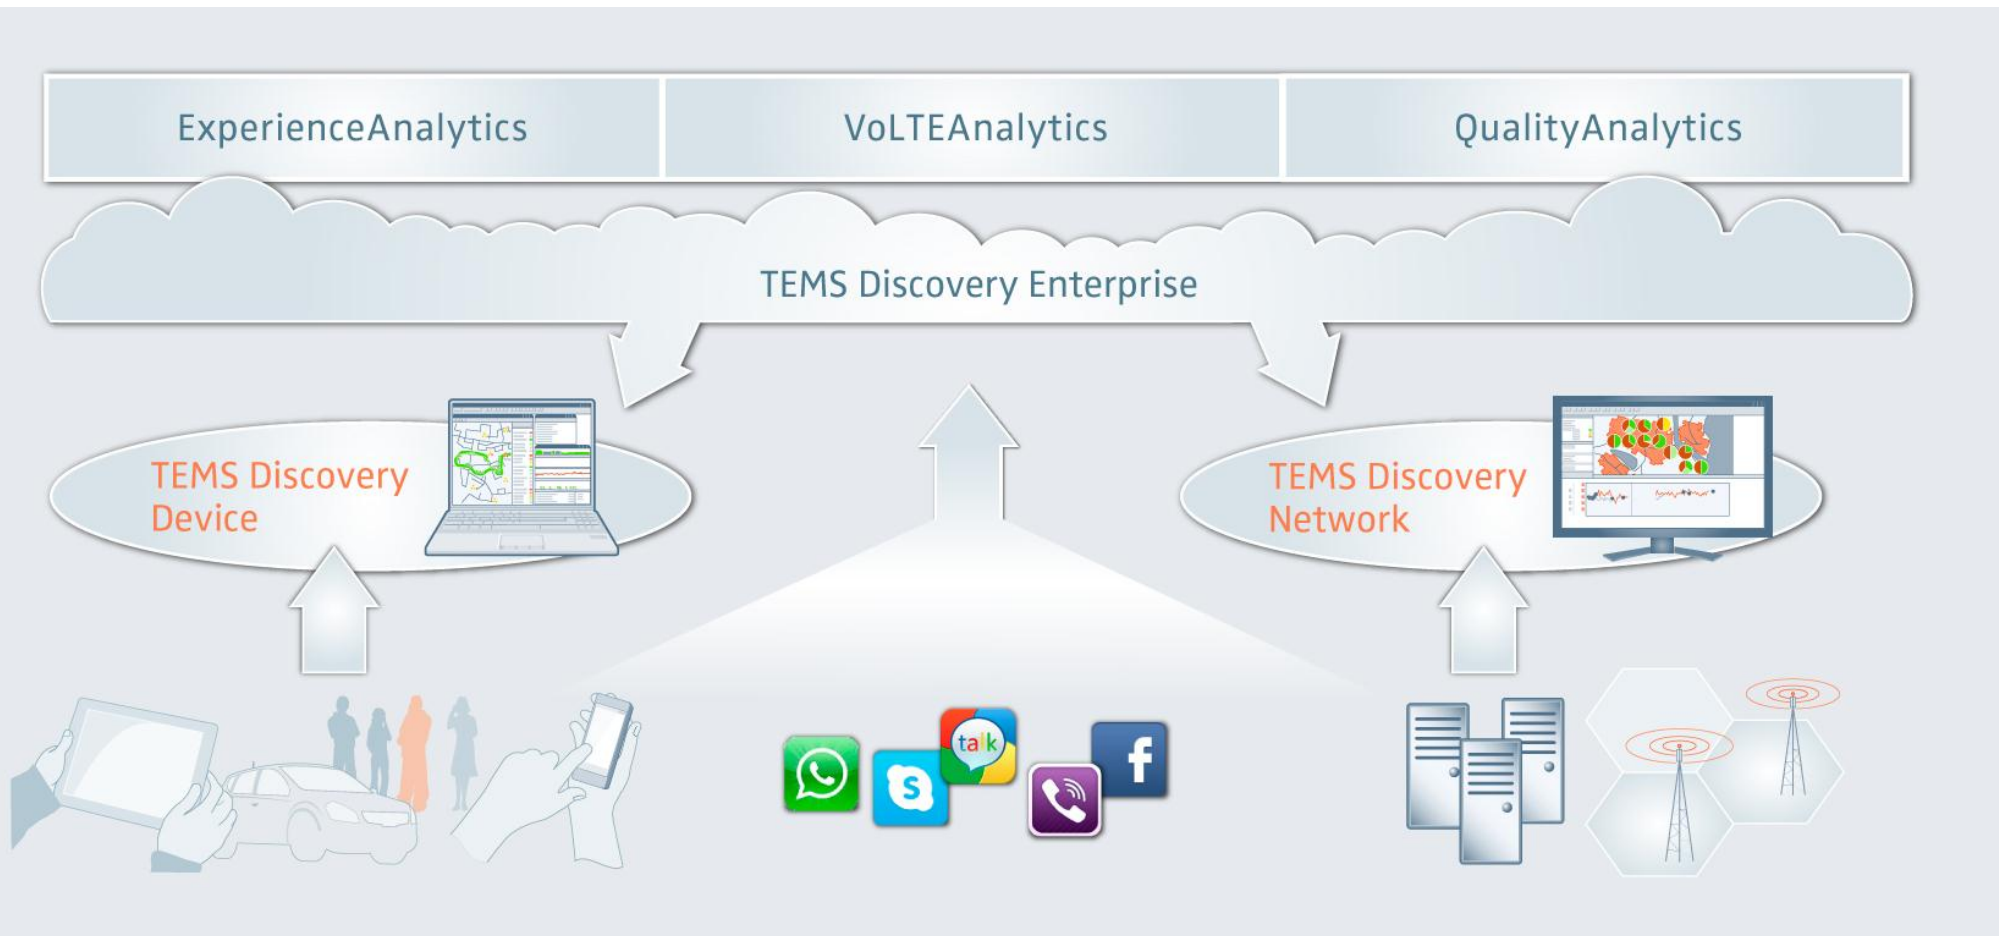 ExperienceAnalytics
VoLTEAnalytics
QualityAnalytics
TEMS Discovery Enterprise
TEMS Discovery
Device
TEMS Discovery
Network
talk
S
f